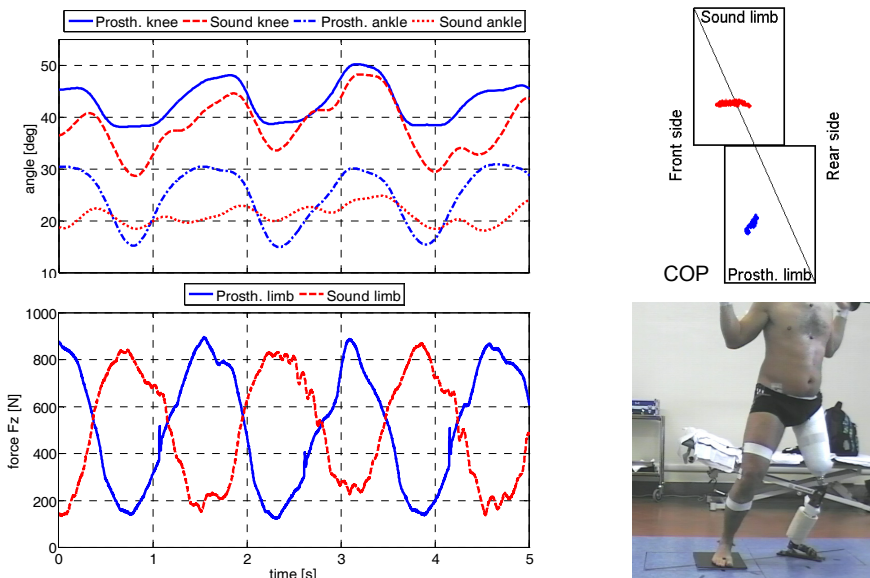 Prosth. knee Sound knee Prosth. ankle Sound ankle
50
40
30
20
10
angle [deg]
Prosth. limb Sound limb
1000
800
600
400
200
0
force Fz [N]
0 1 2 3 4 5
time [s]
Sound limb
Front side
Rear side
COP
Prosth. limb